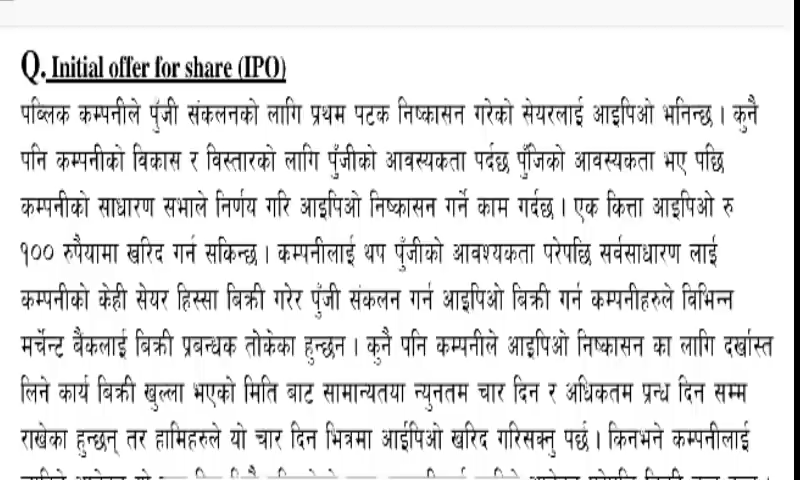 Q. Initial offer for share (IPO)
पब्लिक कम्पनीले पुँजी संकलनको लागि प्रथम पटक निष्कासन गरेको सेयरलाई आइपिओ भनिन्छ । कुनै
पनि कम्पनीको विकास र विस्तारको लागि पुँजीको आवस्यकता पर्दछ पुँजिको आवस्यकता भए पछि
कम्पनीको साधारण सभाले निर्णय गरि आइपिओ निष्कासन गर्ने काम गर्दछ । एक कित्ता आइपिओ रु
१०० रुपैयामा खरिद गर्न सकिन्छ । कम्पनीलाई थप पुँजीको आवश्यकता परेपछि सर्वसाधारण लाई
कम्पनीको केही सेयर हिस्सा बिक्री गरेर पुँजी संकलन गर्न आइपिओ बिक्री गर्न कम्पनीहरुले विभिन्न
मर्चेन्ट बैंकलाई बिक्री प्रबन्धक तोकेका हुन्छन । कुनै पनि कम्पनीले आइपिओ निष्कासन का लागि दर्खास्त
लिने कार्य बिक्री खुल्ला भएको मिति बाट सामान्यतया न्युनतम चार दिन र अधिकतम प्रन्ध दिन सम्म
राखेका हुन्छन् तर हामिहरुले यो चार दिन भित्रमा आईपिओ खरिद गरिसक्नु पर्छ । किनभने कम्पनीलाई